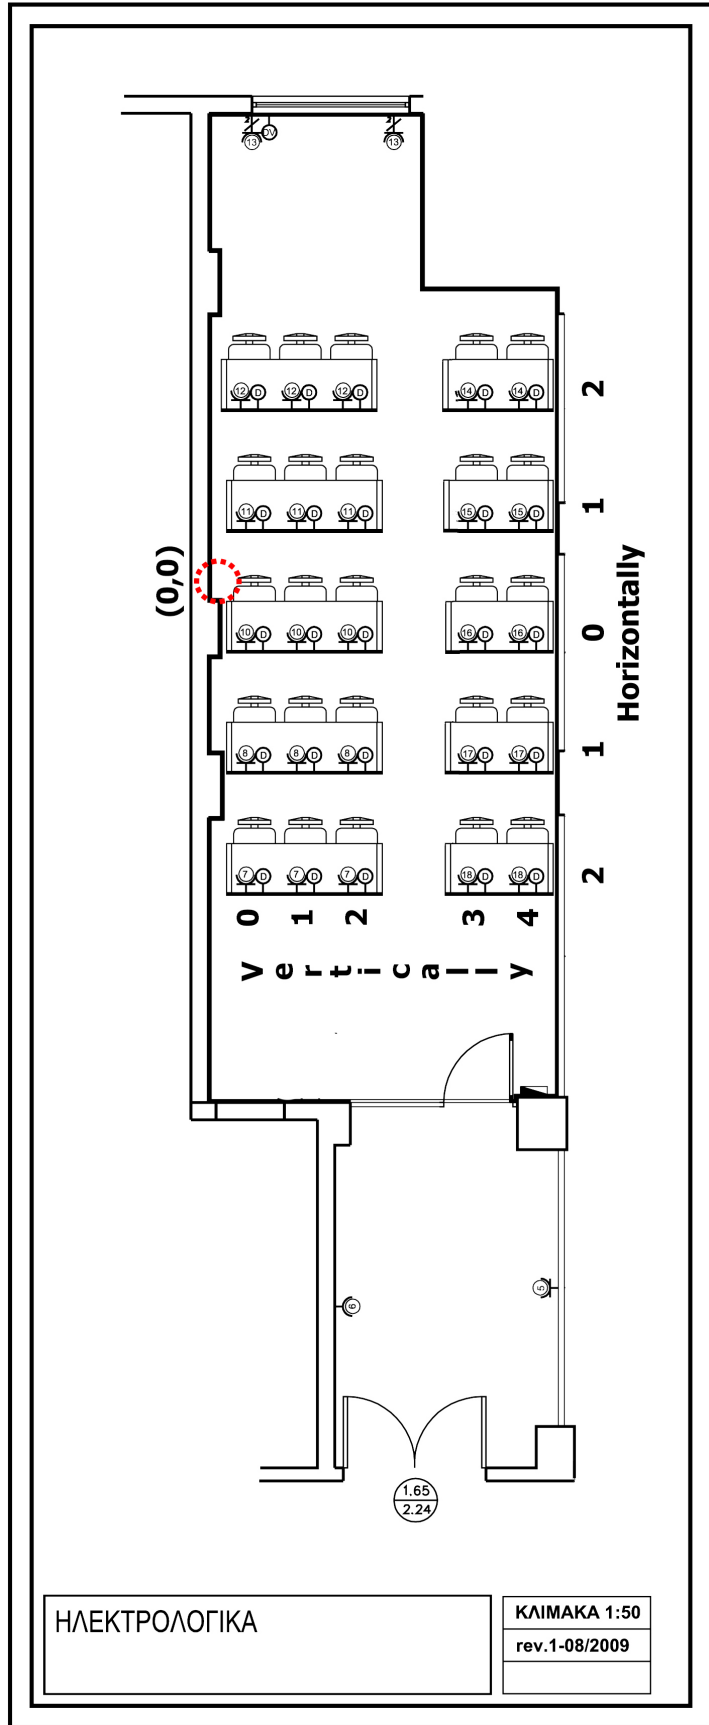 13 DV 13
12 D 12 D 12 D 14 D 14 D 2
11 D 11 D 11 D 15 D 15 D 1
(0,0)
10 D 10 D 10 D 16 D 16 D 0
Horizontally
8 D 8 D 8 D 17 D 17 D 1
7 D 7 D 7 D 18 D 18 D 2
0 1 2 3 4
Vertically
5
6
1.65
2.24
ΗΛΕΚΤΡΟΛΟΓΙΚΑ
ΚΛΙΜΑΚΑ 1:50
rev.1-08/2009